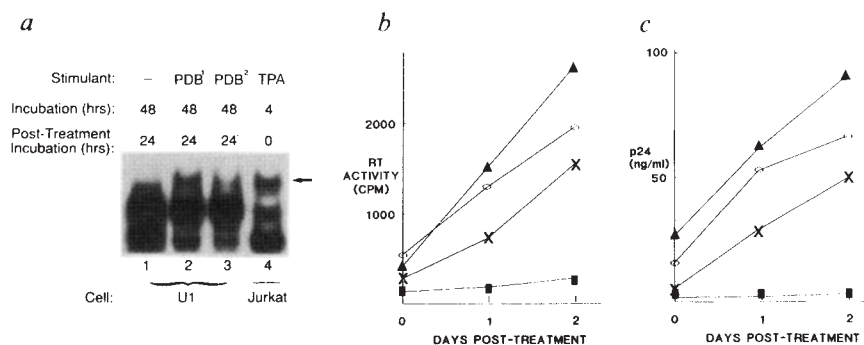 a
Stimulant: – PDB¹ PDB² TPA
Incubation (hrs): 48 48 48 4
Post-Treatment
Incubation (hrs): 24 24 24 0
1 2 3 4
Cell: U1 Jurkat
b
2000
RT
ACTIVITY
(CPM)
1000
0 1 2
DAYS POST-TREATMENT
c
100
p24
(ng/ml)
50
0 1 2
DAYS POST-TREATMENT